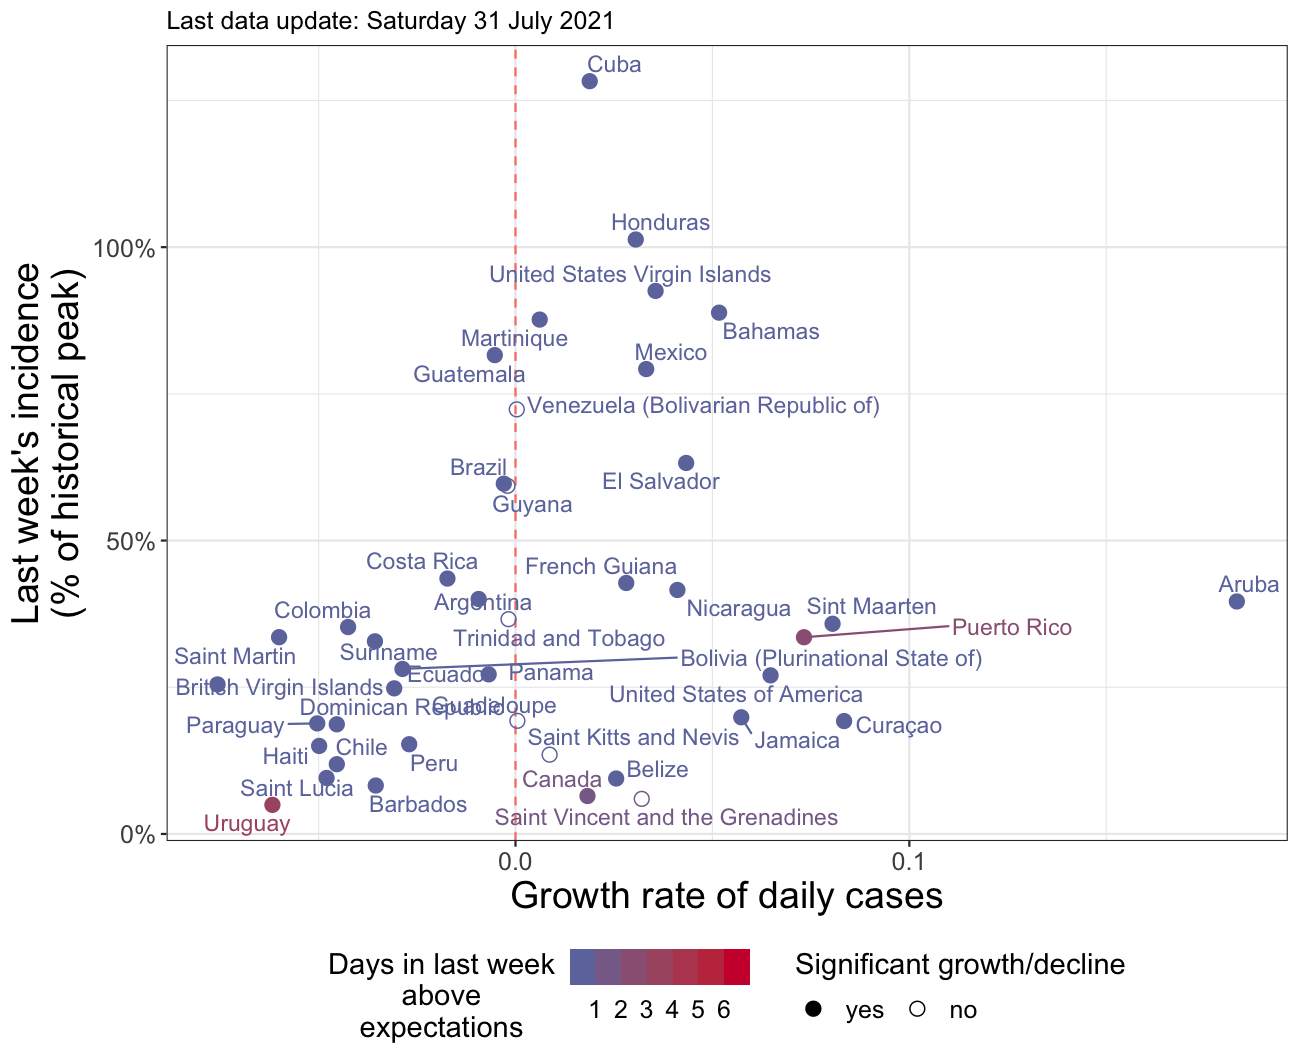 Last data update: Saturday 31 July 2021
Cuba
Honduras
100%
United States Virgin Islands
Bahamas
Martinique
Mexico
Guatemala
Venezuela (Bolivarian Republic of)
Brazil
El Salvador
Guyana
50%
Costa Rica
French Guiana
Aruba
Argentina
Nicaragua
Sint Maarten
Colombia
Puerto Rico
Trinidad and Tobago
Saint Martin
Suriname
Bolivia (Plurinational State of)
Ecuador
Panama
British Virgin Islands
United States of America
Dominican Republic
Guadeloupe
Paraguay
Curaçao
Saint Kitts and Nevis
Jamaica
Haiti
Chile
Peru
Belize
Canada
Saint Lucia
Barbados
Saint Vincent and the Grenadines
Uruguay
0%
Last week's incidence
(% of historical peak)
0.0
0.1
Growth rate of daily cases
Days in last week
above
expectations
1 2 3 4 5 6
Significant growth/decline
yes no